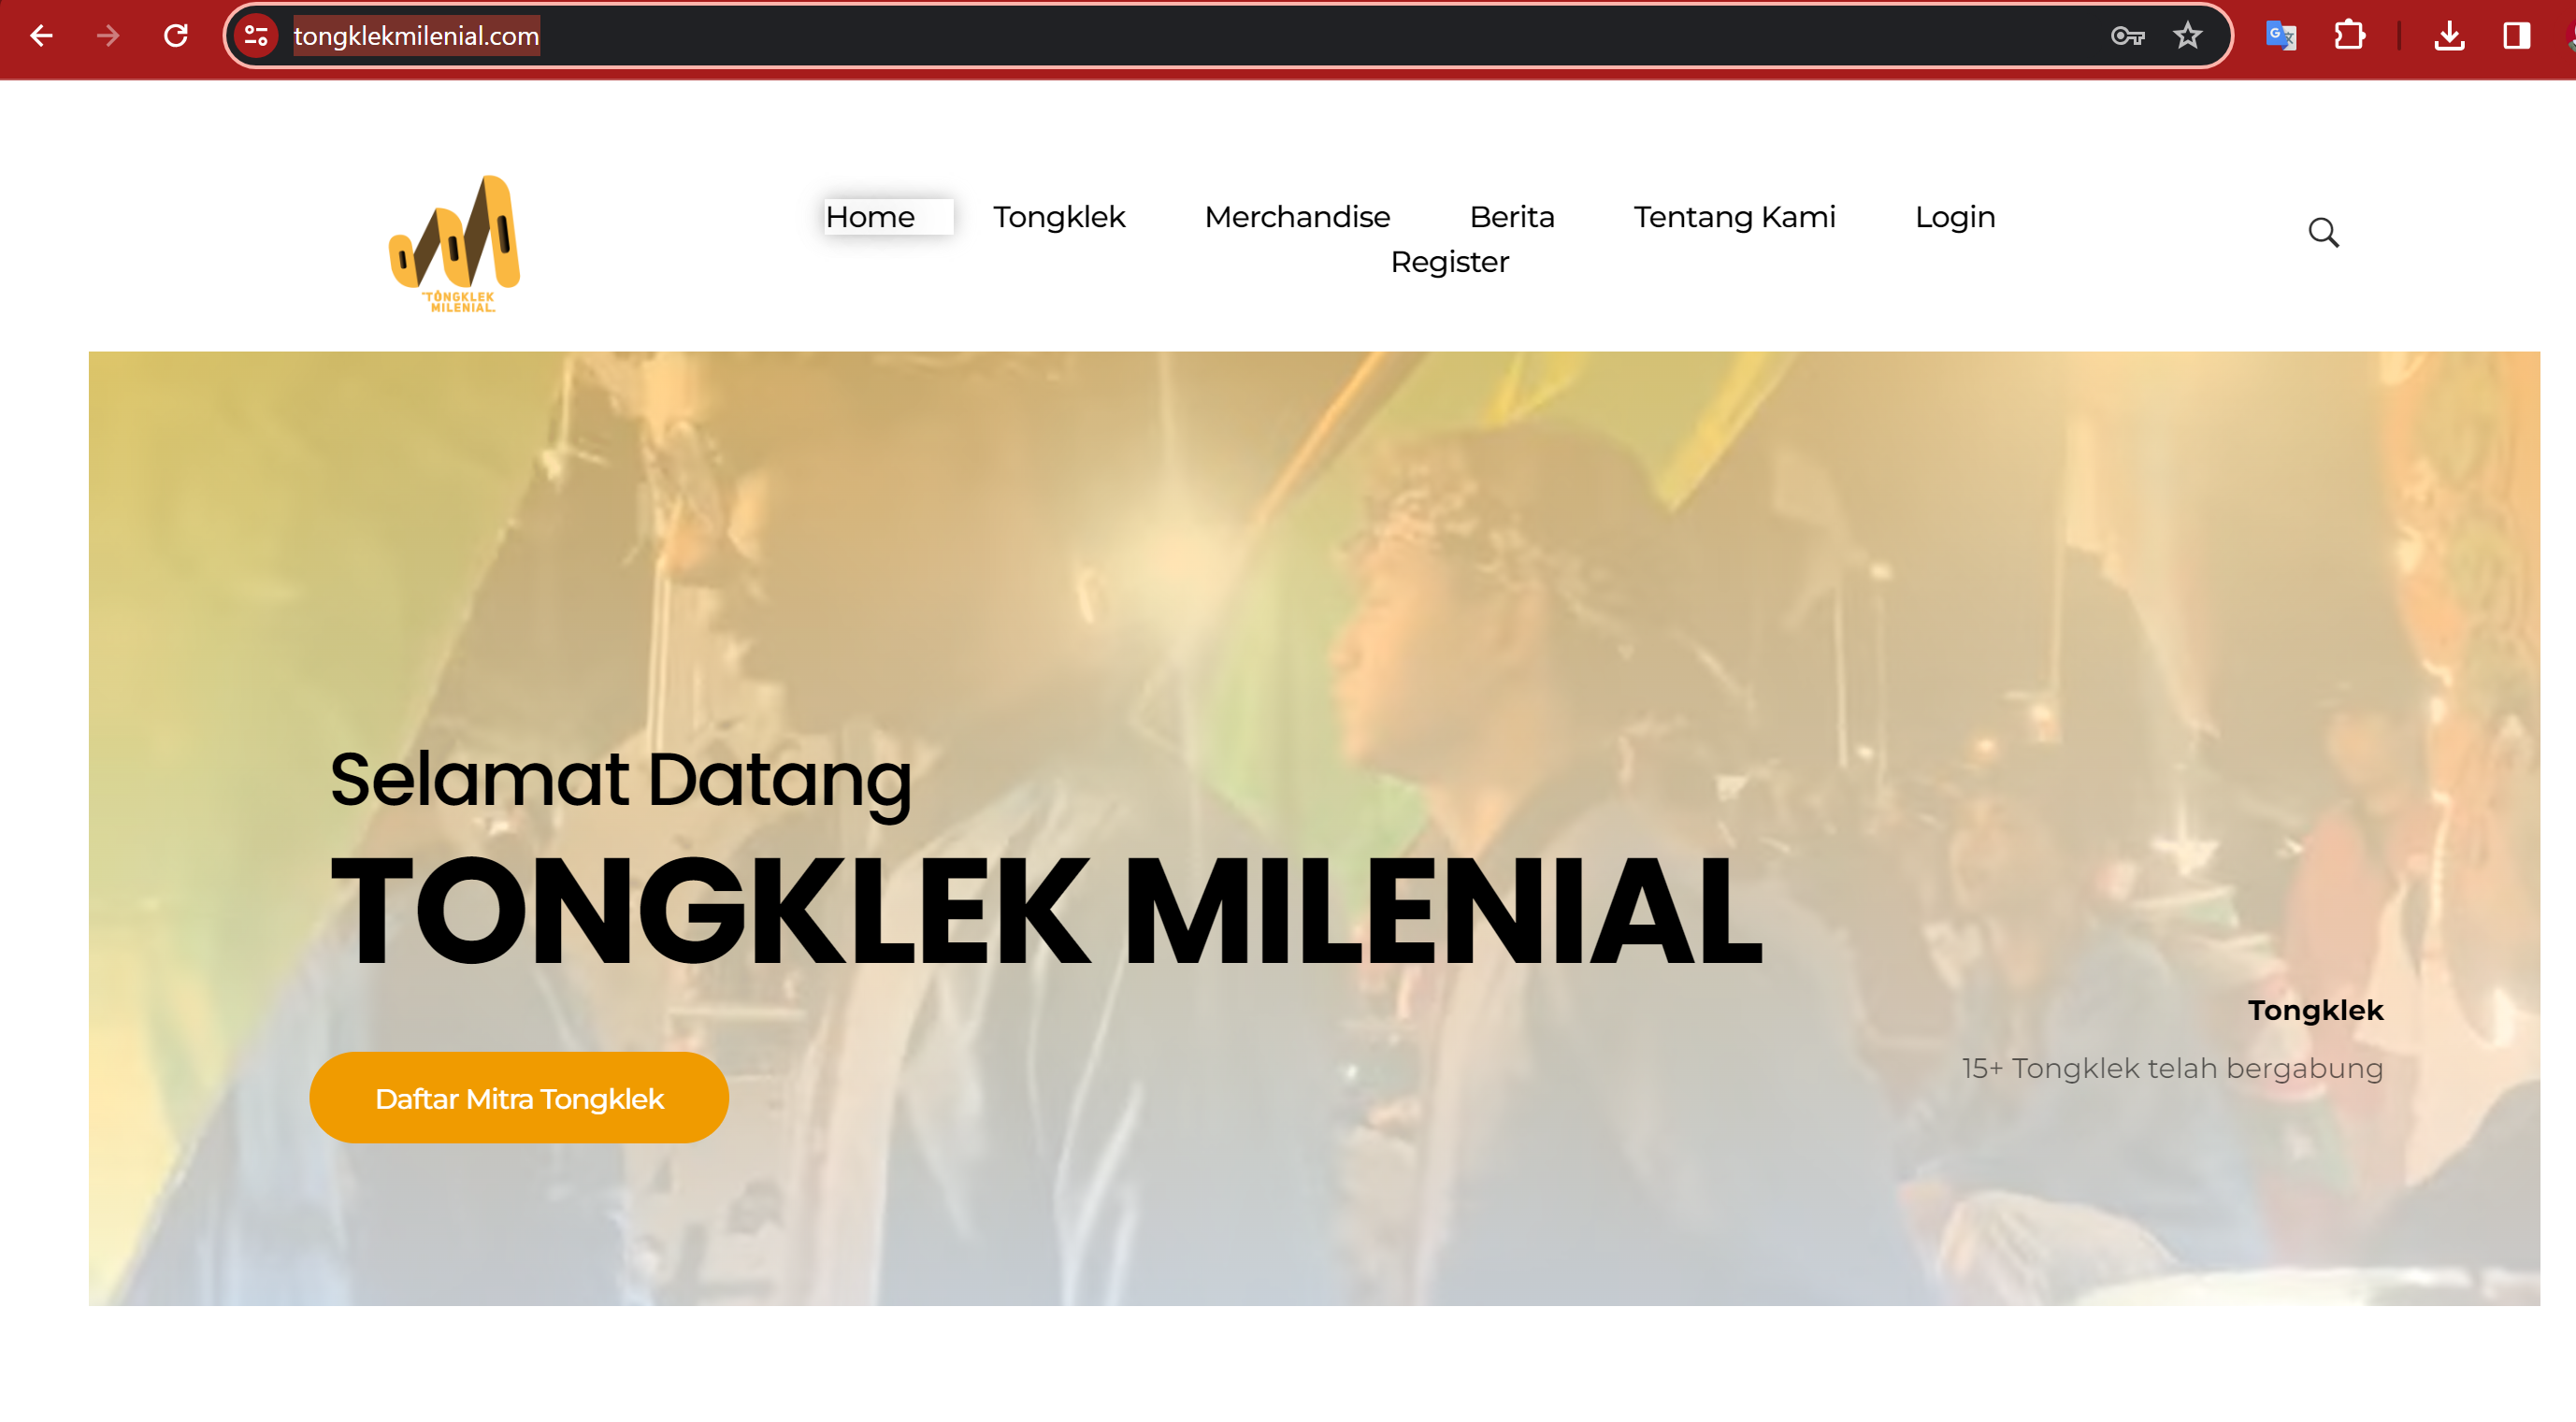 tongklekmilenial.com
TONGKLEK
MILENIAL.
Home Tongklek Merchandise Berita Tentang Kami Login
Register
Selamat Datang
TONGKLEK MILENIAL
Tongklek
15+ Tongklek telah bergabung
Daftar Mitra Tongklek